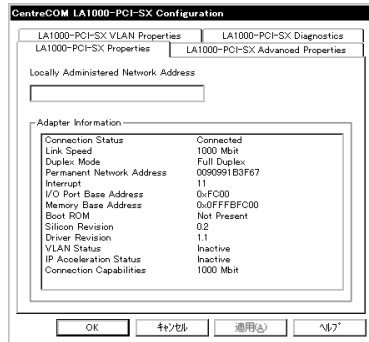 CentreCOM LA1000-PCI-SX Configuration
LA1000-PCI-SX VLAN Properties LA1000-PCI-SX Diagnostics
LA1000-PCI-SX Properties LA1000-PCI-SX Advanced Properties
Locally Administered Network Address
Adapter Information
Connection Status Connected
Link Speed 1000 Mbit
Duplex Mode Full Duplex
Permanent Network Address 0090991B3F67
Interrupt 11
I/O Port Base Address 0xFC00
Memory Base Address 0x0FFFBFC00
Boot ROM Not Present
Silicon Revision 0.2
Driver Revision 1.1
VLAN Status Inactive
IP Acceleration Status Inactive
Connection Capabilities 1000 Mbit
OK キャンセル 適用(A) ヘルプ